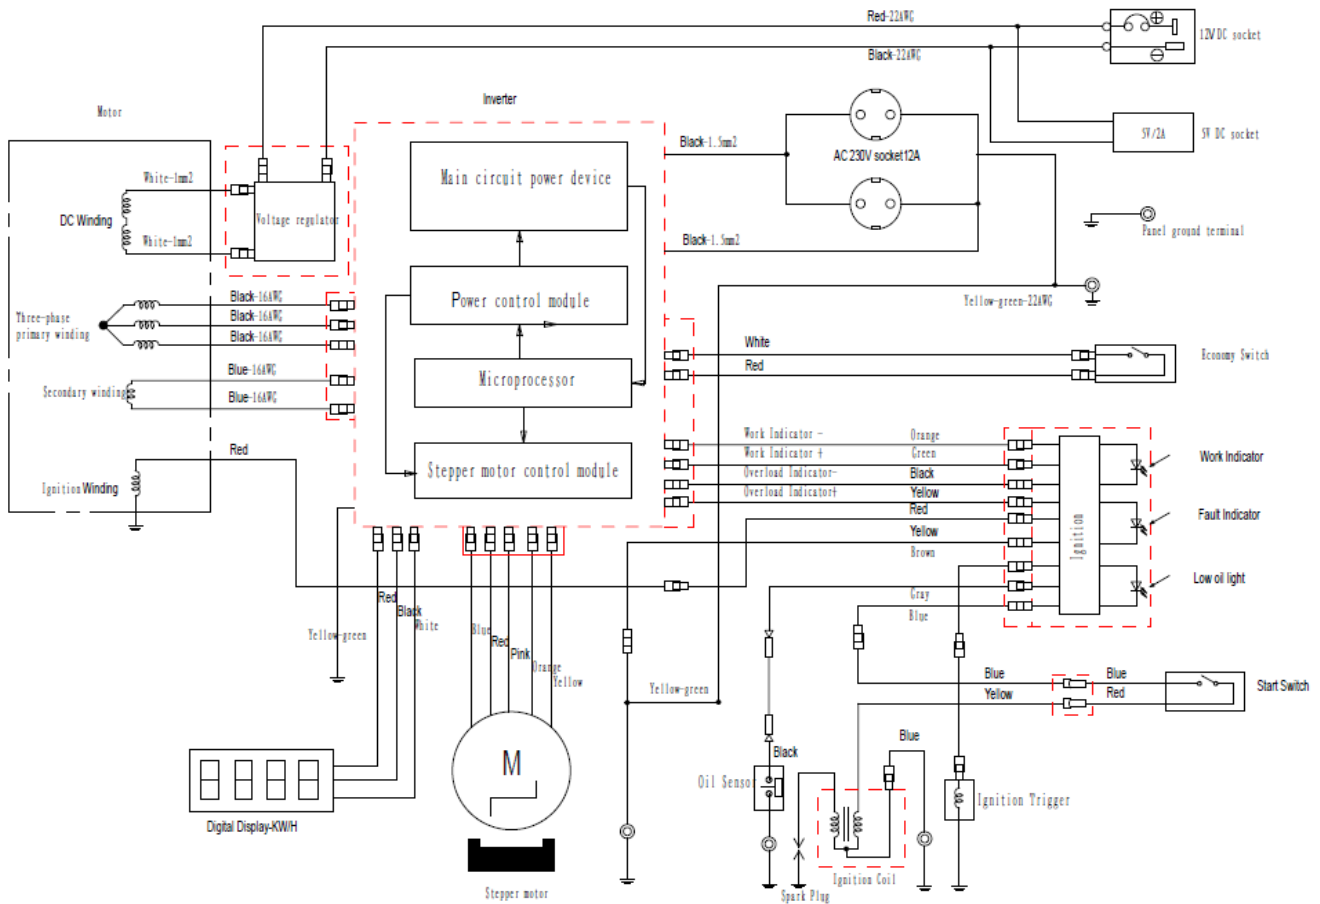 Red-22AWG
12V DC socket
Black-22AWG
Inverter
Motor
5V/2A
5V DC socket
Black-1.5mm2
AC 230V socket12A
Main circuit power device
White-1mm2
DC Winding
Voltage regulator
White-1mm2
Black-1.5mm2
Panel ground terminal
Black-16AWG
Black-16AWG
Black-16AWG
Three-phase
primary winding
Power control module
Yellow-green-22AWG
White
Red
Economy Switch
Blue-16AWG
Blue-16AWG
Secondary winding
Microprocessor
Work Indicator -
Orange
Work Indicator +
Green
Overload Indicator-
Black
Overload Indicator+
Yellow
Red
Yellow
Brown
Gray
Blue
Ignition
Work Indicator
Fault Indicator
Low oil light
Red
Ignition Winding
Stepper motor control module
Yellow-green
Red
Black
White
Blue
Red
Pink
Orange
Yellow
Yellow-green
Blue
Yellow
Blue
Red
Start Switch
Blue
Black
Oil Sensor
M
Ignition Trigger
Digital Display-KW/H
Stepper motor
Spark Plug
Ignition Coil